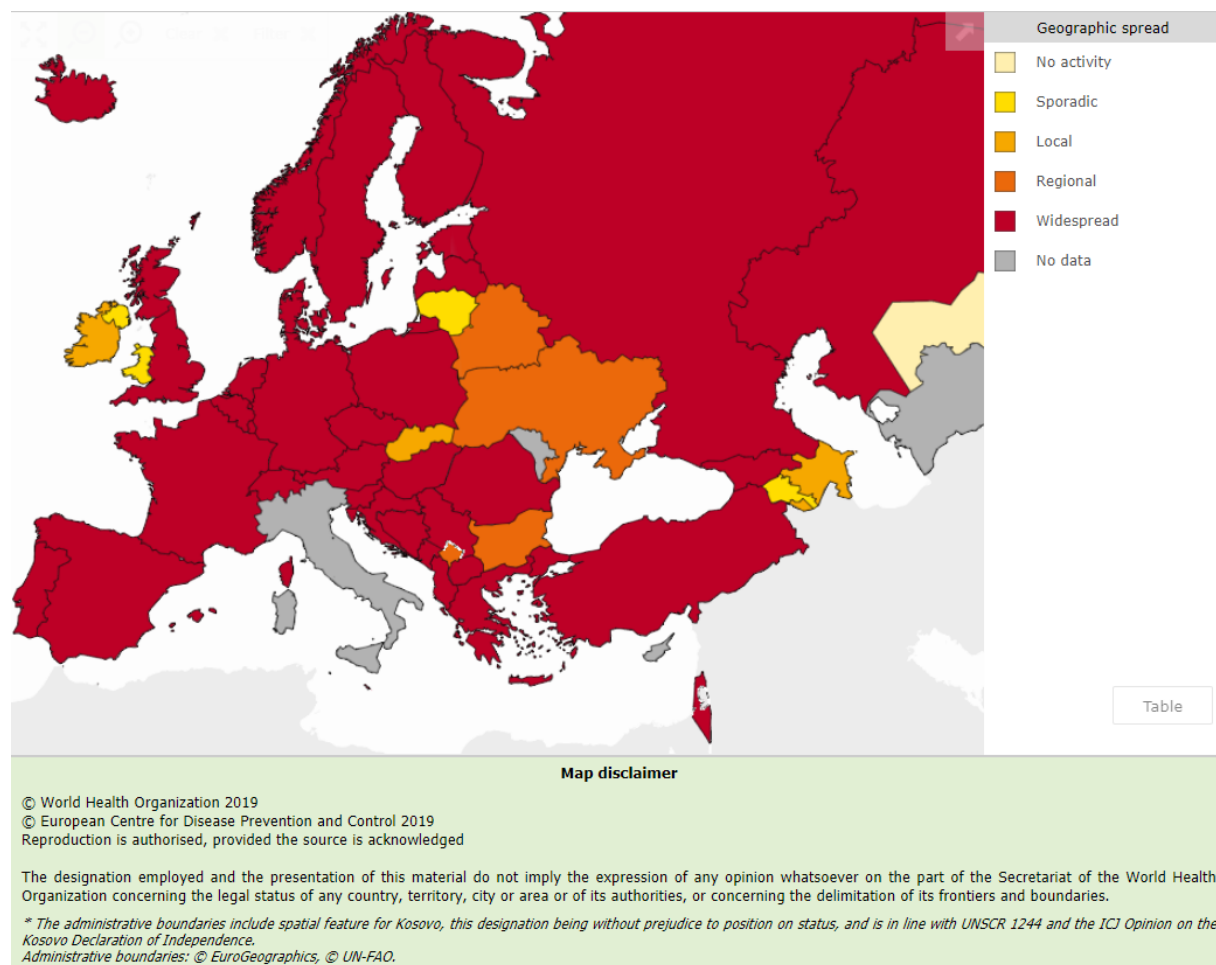 Geographic spread
No activity
Sporadic
Local
Regional
Widespread
No data
Table
Map disclaimer
© World Health Organization 2019
© European Centre for Disease Prevention and Control 2019
Reproduction is authorised, provided the source is acknowledged
The designation employed and the presentation of this material do not imply the expression of any opinion whatsoever on the part of the Secretariat of the World Health
Organization concerning the legal status of any country, territory, city or area or of its authorities, or concerning the delimitation of its frontiers and boundaries.
* The administrative boundaries include spatial feature for Kosovo, this designation being without prejudice to position on status, and is in line with UNSCR 1244 and the ICJ Opinion on the
Kosovo Declaration of Independence.
Administrative boundaries: © EuroGeographics, © UN-FAO.